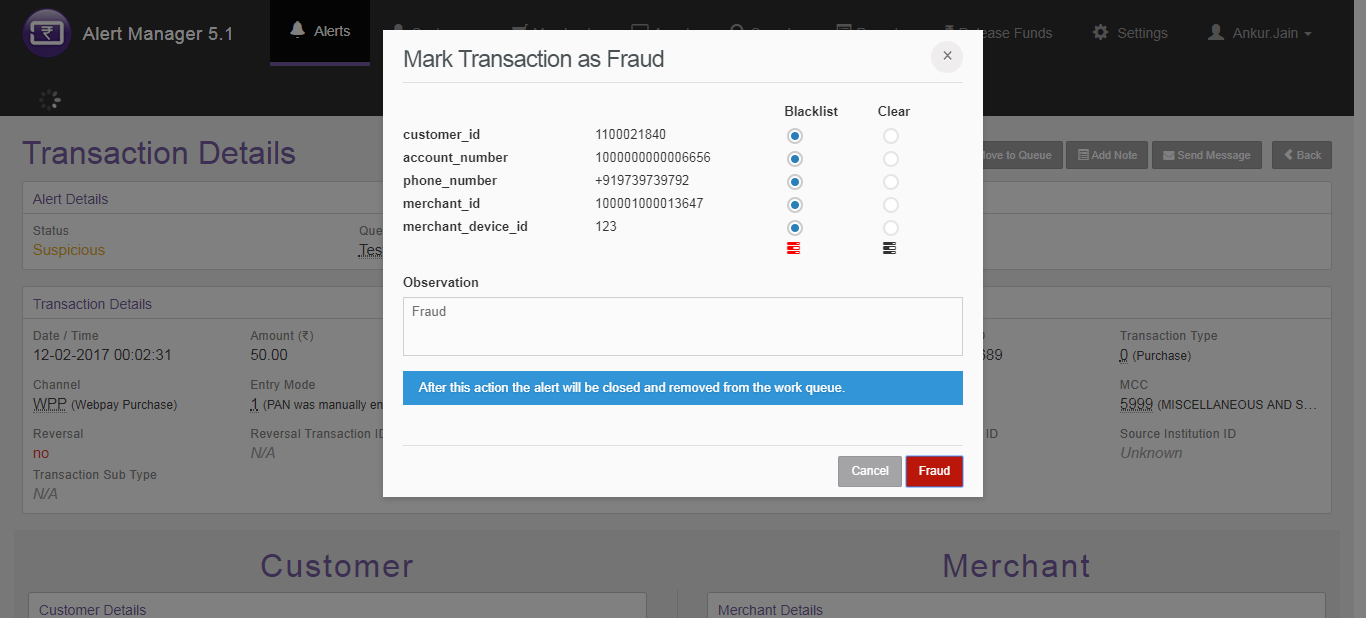 Alert Manager 5.1
Alerts
Release Funds
Settings
Ankur.Jain
Mark Transaction as Fraud
×
Blacklist Clear
customer_id 1100021840
account_number 1000000000006656
phone_number +919739739792
merchant_id 100001000013647
merchant_device_id 123
Observation
Fraud
After this action the alert will be closed and removed from the work queue.
Cancel Fraud
Transaction Details
Move to Queue Add Note Send Message Back
Alert Details
Status
Suspicious
Transaction Details
Date / Time Amount (₹) Transaction Type
12-02-2017 00:02:31 50.00 689 0 (Purchase)
Channel Entry Mode MCC
WPP (Webpay Purchase) 1 (PAN was manually en 5999 (MISCELLANEOUS AND S...
Reversal Reversal Transaction ID ID Source Institution ID
no N/A Unknown
Transaction Sub Type
N/A
Customer Merchant
Customer Details Merchant Details